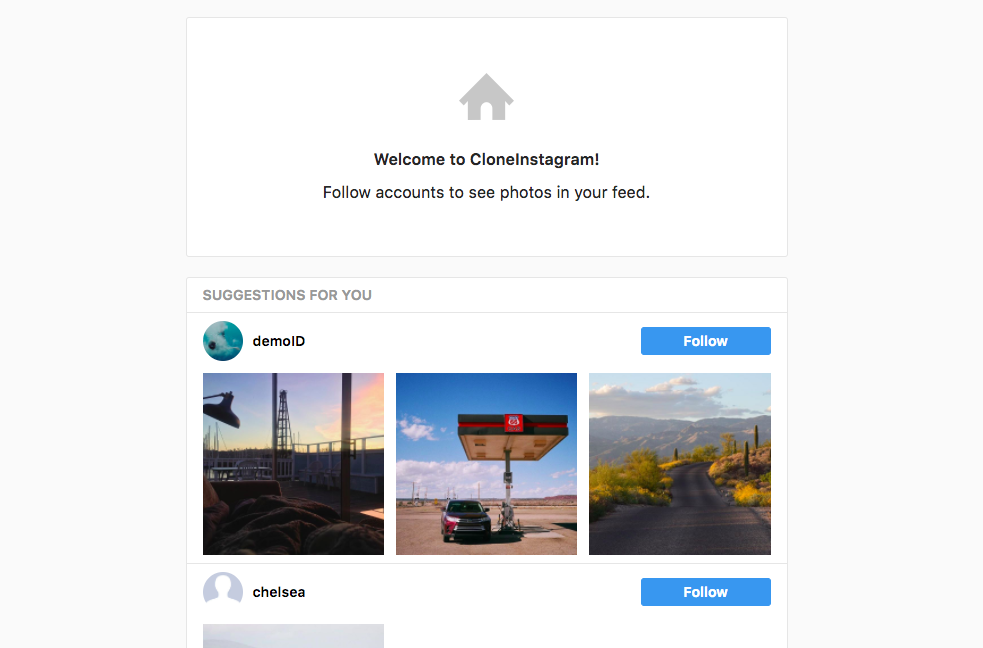 Welcome to CloneInstagram!
Follow accounts to see photos in your feed.
SUGGESTIONS FOR YOU
demoID
Follow
chelsea
Follow